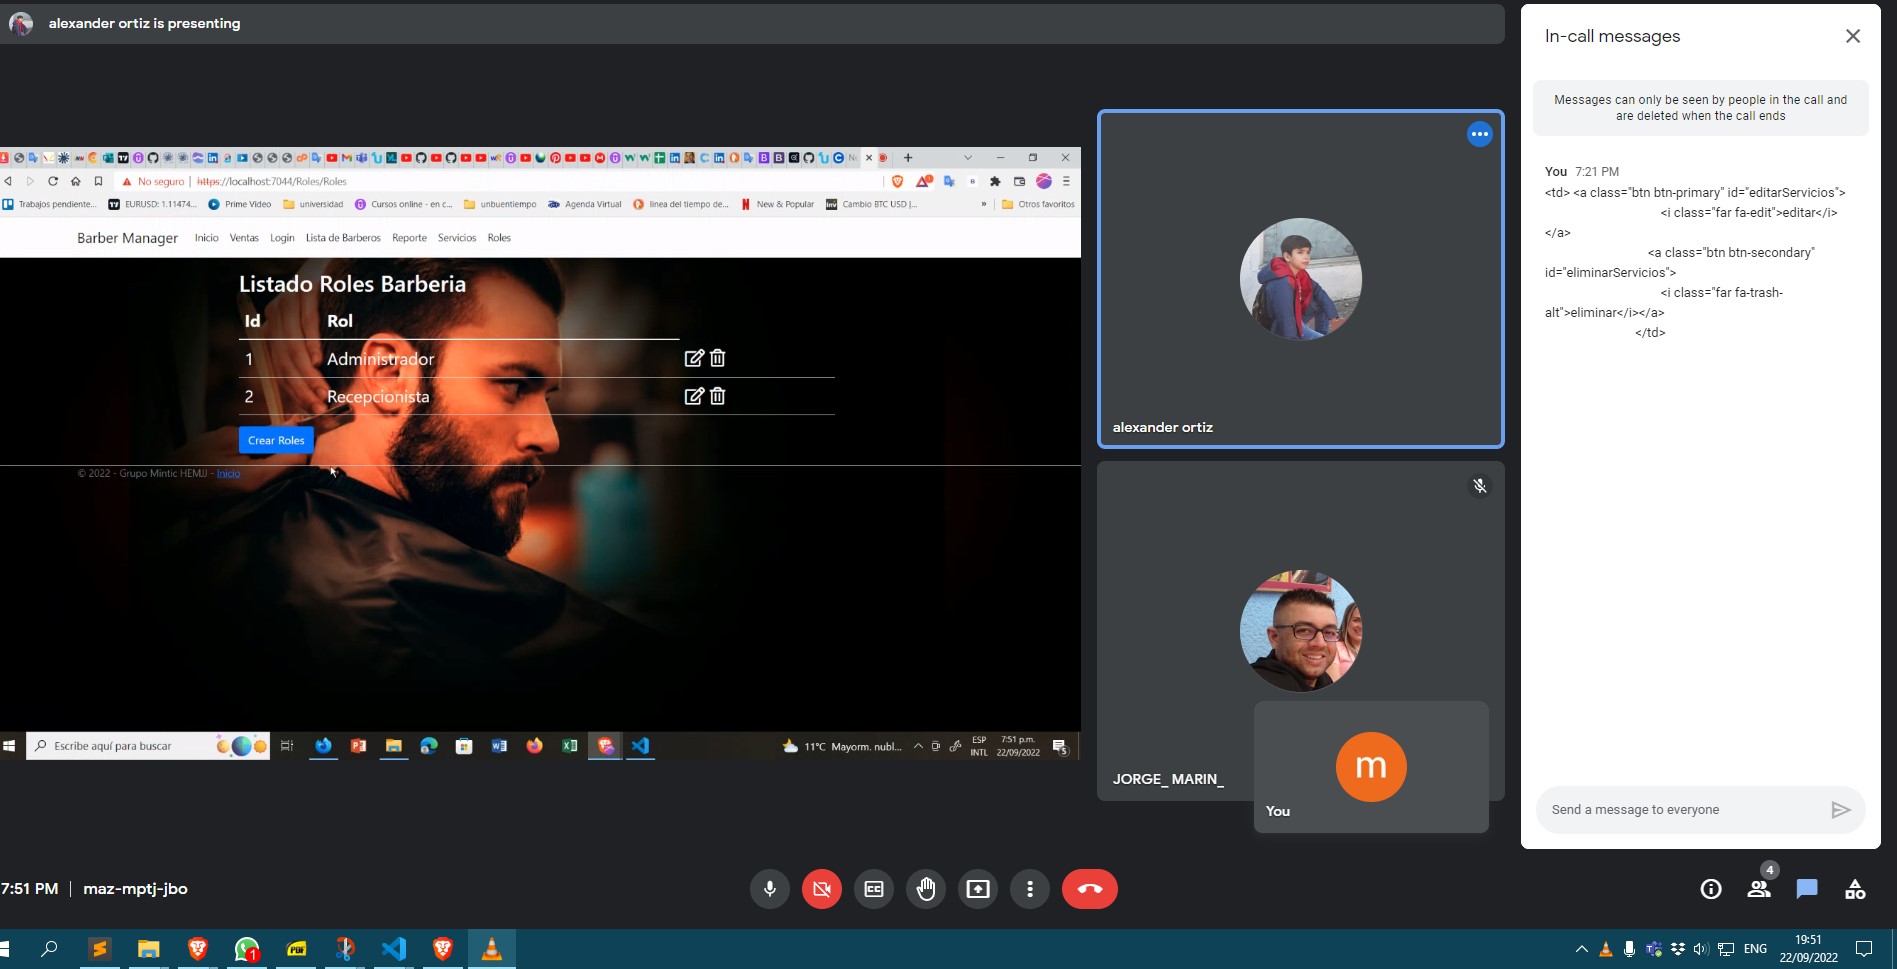 alexander ortiz is presenting
No seguro
https://localhost:7044/Roles/Roles
Trabajos pendiente...
EURUSD: 1.11474...
Prime Video
universidad
Cursos online - en c...
unbuentiempo
Agenda Virtual
linea del tiempo de...
New & Popular
Cambio BTC USD |...
»
Otros favoritos
Barber Manager
Inicio
Ventas
Login
Lista de Barberos
Reporte
Servicios
Roles
Listado Roles Barberia
Id Rol
1 Administrador
2 Recepcionista
Crear Roles
© 2022 - Grupo Mintic HEMJJ - Inicio
Escribe aquí para buscar
11°C Mayorm. nubl...
ESP
INTL
7:51 p.m.
22/09/2022
5
alexander ortiz
JORGE_ MARIN_
m
You
In-call messages
Messages can only be seen by people in the call and
are deleted when the call ends
You 7:21 PM
<td> <a class="btn btn-primary" id="editarServicios">
<i class="far fa-edit">editar</i>
</a>
<a class="btn btn-secondary"
id="eliminarServicios">
<i class="far fa-trash-
alt">eliminar</i></a>
</td>
Send a message to everyone
7:51 PM | maz-mptj-jbo
4
1
PDF
ENG
19:51
22/09/2022